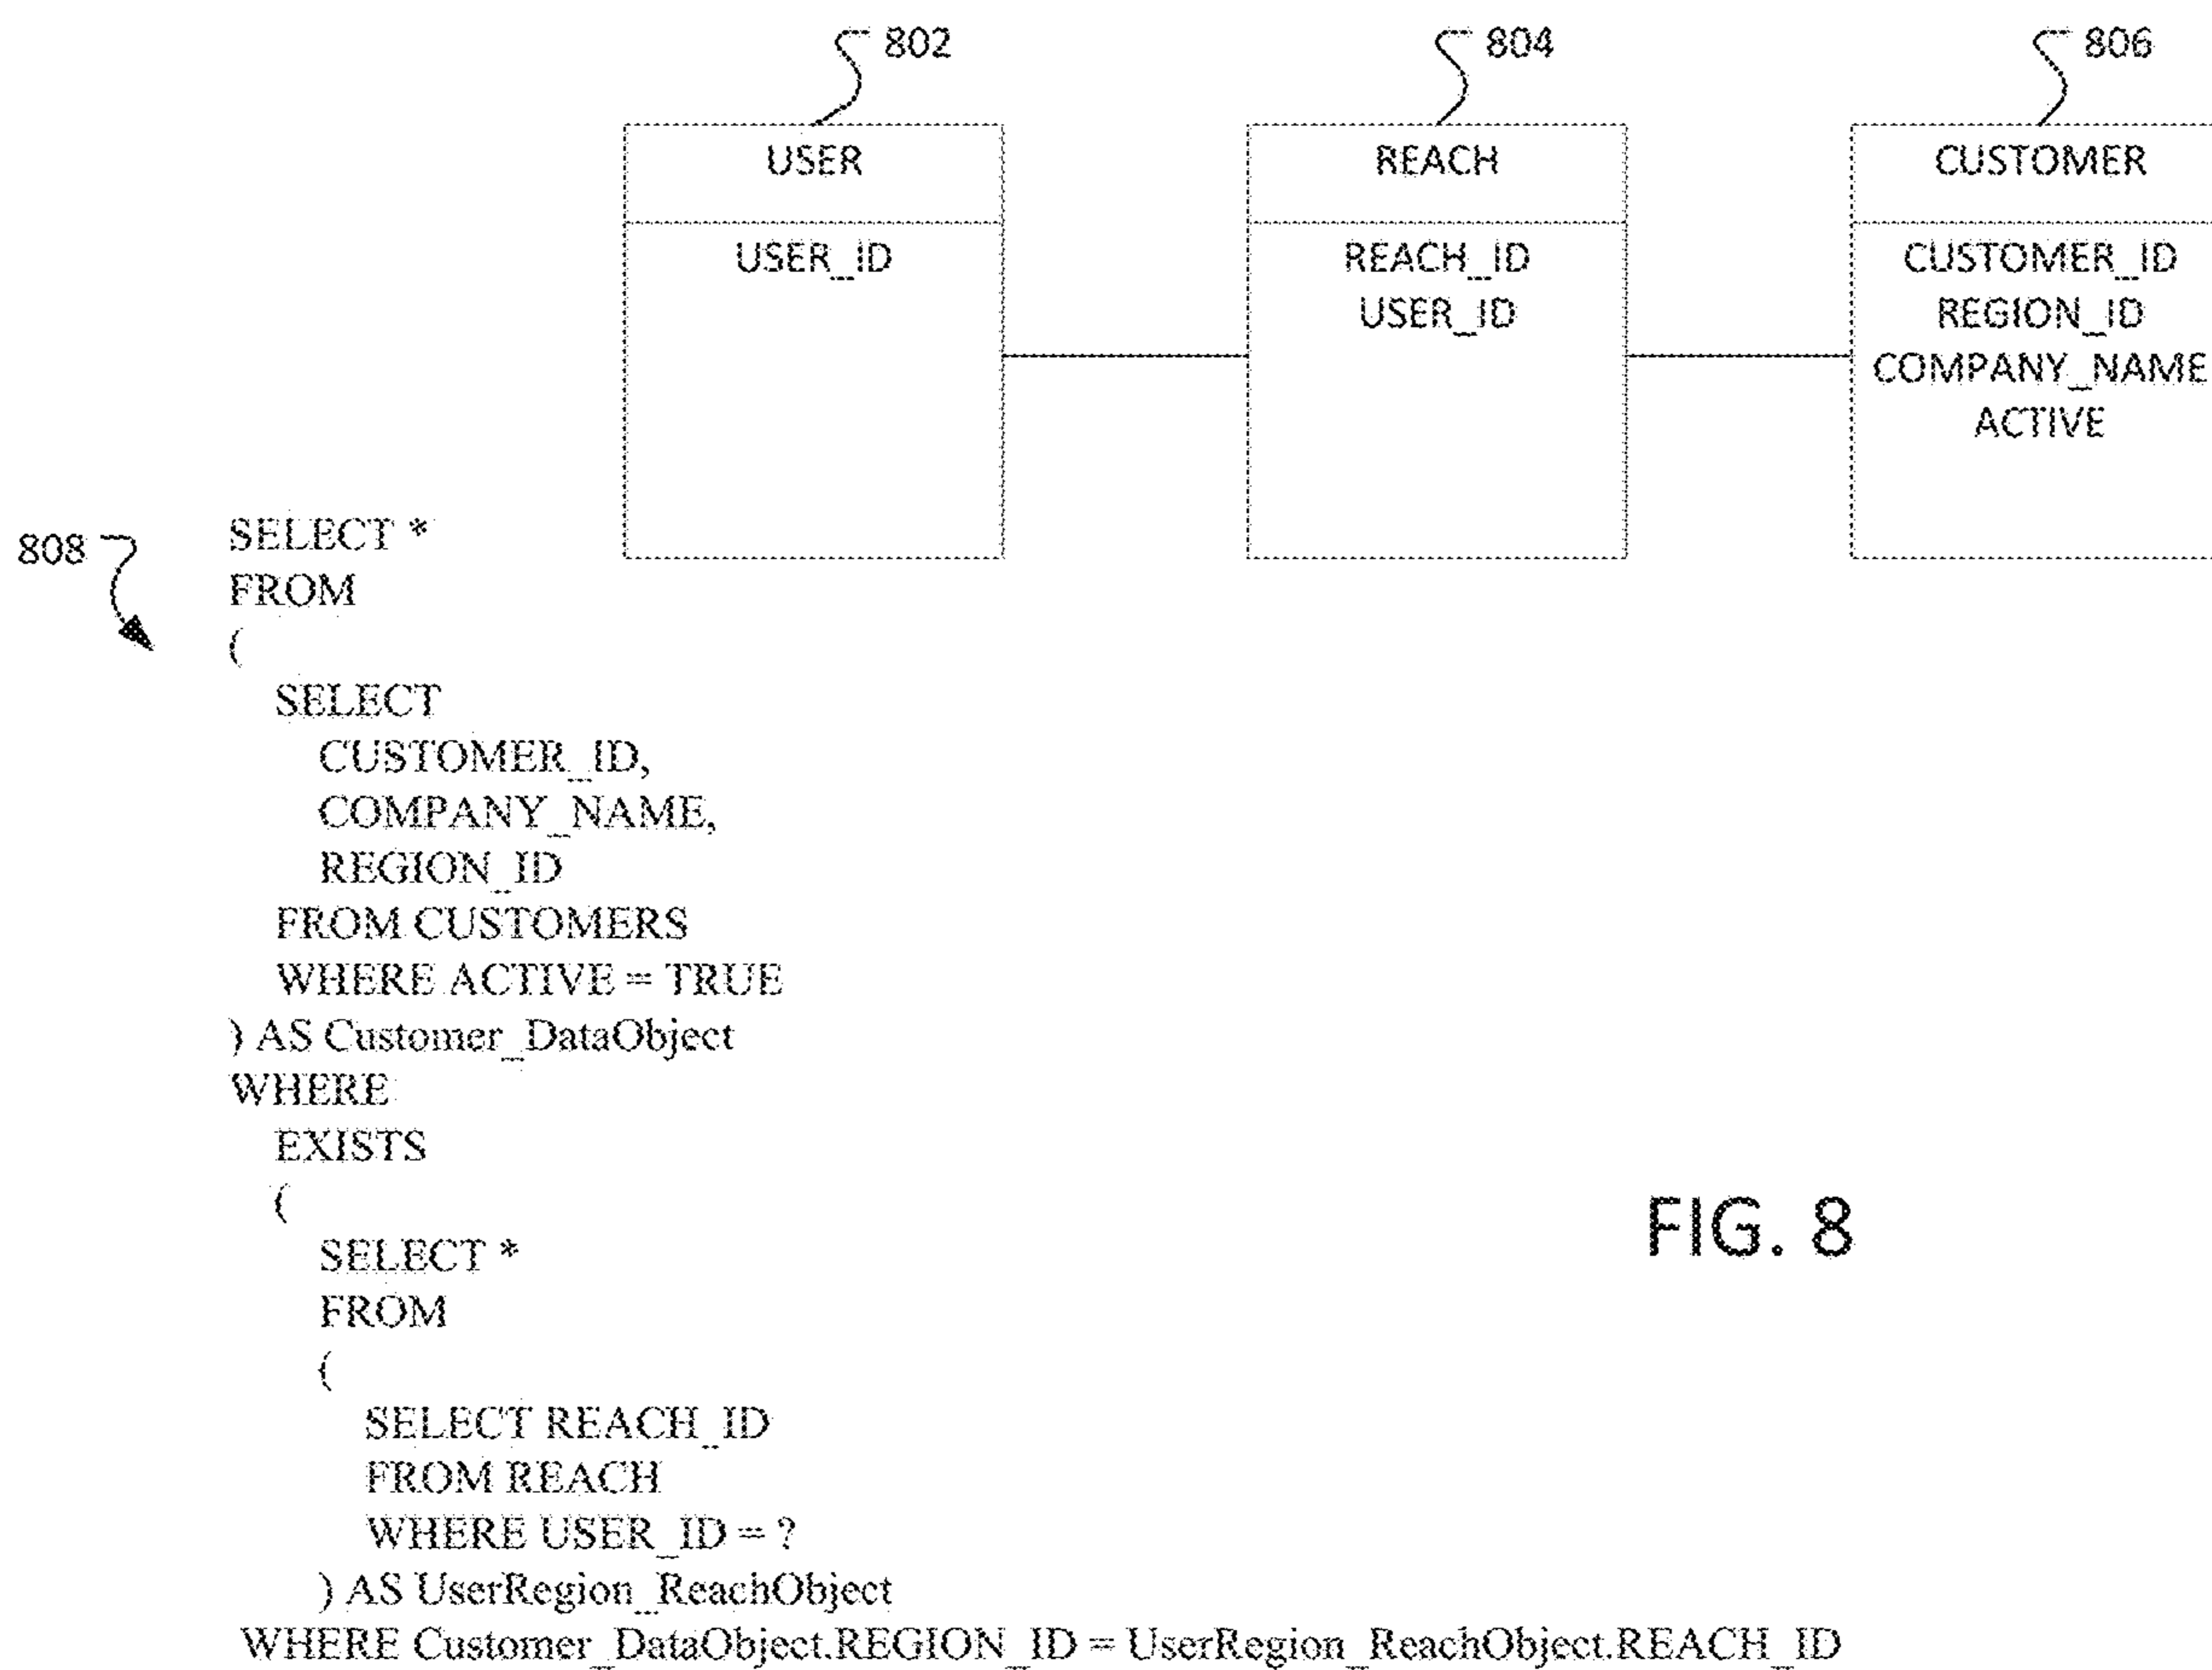 802
804
806
USER
USER_ID
REACH
REACH_ID
USER_ID
CUSTOMER
CUSTOMER_ID
REGION_ID
COMPANY_NAME
ACTIVE
808
SELECT *
FROM
(
SELECT
CUSTOMER_ID,
COMPANY_NAME,
REGION_ID
FROM CUSTOMERS
WHERE ACTIVE = TRUE
) AS Customer_DataObject
WHERE
EXISTS
(
SELECT *
FROM
(
SELECT REACH_ID
FROM REACH
WHERE USER_ID = ?
) AS UserRegion_ReachObject
WHERE Customer_DataObject.REGION_ID = UserRegion_ReachObject.REACH_ID
FIG. 8